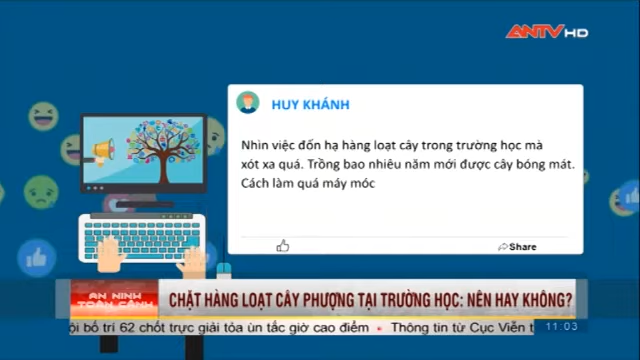 ANTV HD
HUY KHÁNH
Nhìn việc đốn hạ hàng loạt cây trong trường học mà
xót xa quá. Trồng bao nhiêu năm mới được cây bóng mát.
Cách làm quá máy móc
Share
AN NINH
TOÀN CẢNH
CHẶT HÀNG LOẠT CÂY PHƯỢNG TẠI TRƯỜNG HỌC: NÊN HAY KHÔNG?
bố trí 62 chốt trực giải tỏa ùn tắc giờ cao điểm • Thông tin từ Cục Viễn
11:03